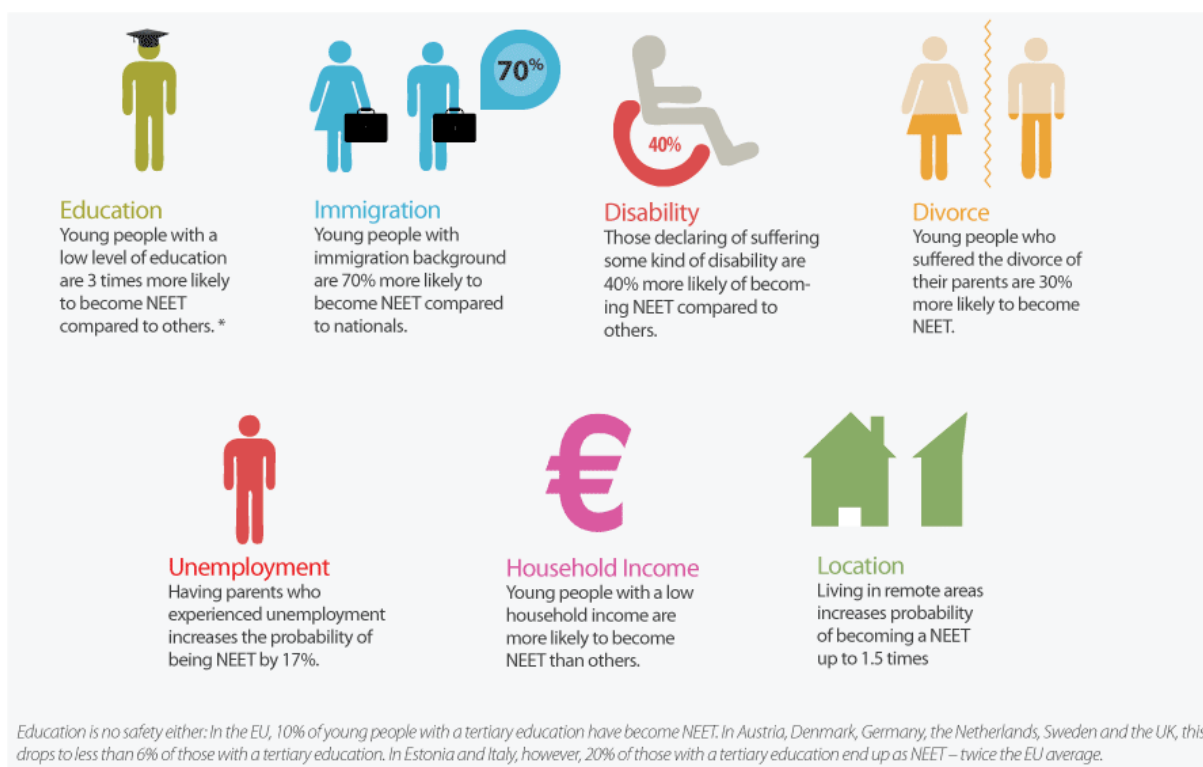 70%
40%
Education
Young people with a
low level of education
are 3 times more likely
to become NEET
compared to others. *
Immigration
Young people with
immigration background
are 70% more likely to
become NEET compared
to nationals.
Disability
Those declaring of suffering
some kind of disability are
40% more likely of becom-
ing NEET compared to
others.
Divorce
Young people who
suffered the divorce of
their parents are 30%
more likely to become
NEET.
Unemployment
Having parents who
experienced unemployment
increases the probability of
being NEET by 17%.
€
Household Income
Young people with a low
household income are
more likely to become
NEET than others.
Location
Living in remote areas
increases probability
of becoming a NEET
up to 1.5 times
Education is no safety either: In the EU, 10% of young people with a tertiary education have become NEET. In Austria, Denmark, Germany, the Netherlands, Sweden and the UK, this
drops to less than 6% of those with a tertiary education. In Estonia and Italy, however, 20% of those with a tertiary education end up as NEET – twice the EU average.